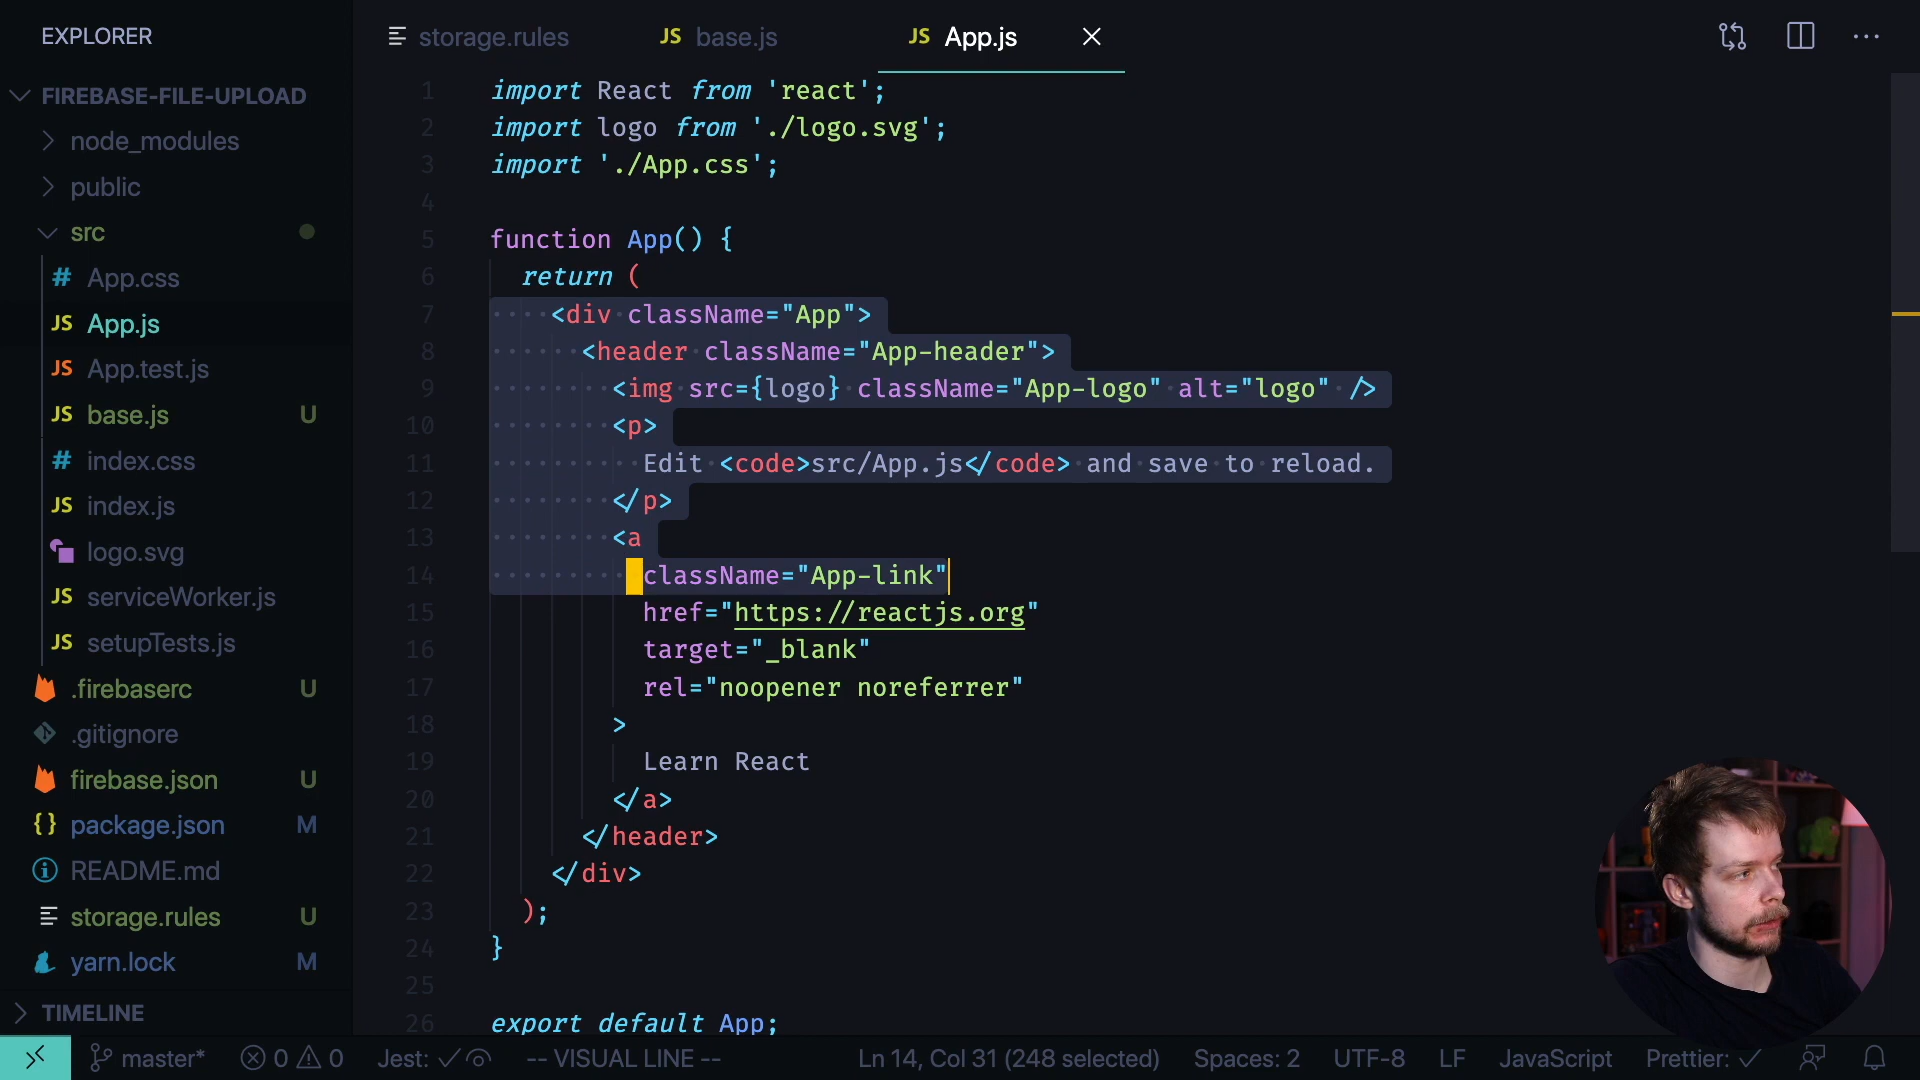 EXPLORER
FIREBASE-FILE-UPLOAD
node_modules
public
src
# App.css
JS App.js
JS App.test.js
JS base.js U
# index.css
JS index.js
logo.svg
JS serviceWorker.js
JS setupTests.js
.firebaserc U
.gitignore
firebase.json U
{} package.json M
README.md
storage.rules U
yarn.lock M
TIMELINE
storage.rules JS base.js JS App.js
1 import React from 'react';
2 import logo from './logo.svg';
3 import './App.css';
4
5 function App() {
6 return (
7 <div className="App">
8 <header className="App-header">
9 <img src={logo} className="App-logo" alt="logo" />
10 <p>
11 Edit <code>src/App.js</code> and save to reload.
12 </p>
13 <a
14 className="App-link"
15 href="https://reactjs.org"
16 target="_blank"
17 rel="noopener noreferrer"
18 >
19 Learn React
20 </a>
21 </header>
22 </div>
23 );
24 }
25
26 export default App;
master* 0 0 Jest: -- VISUAL LINE -- Ln 14, Col 31 (248 selected) Spaces: 2 UTF-8 LF JavaScript Prettier: